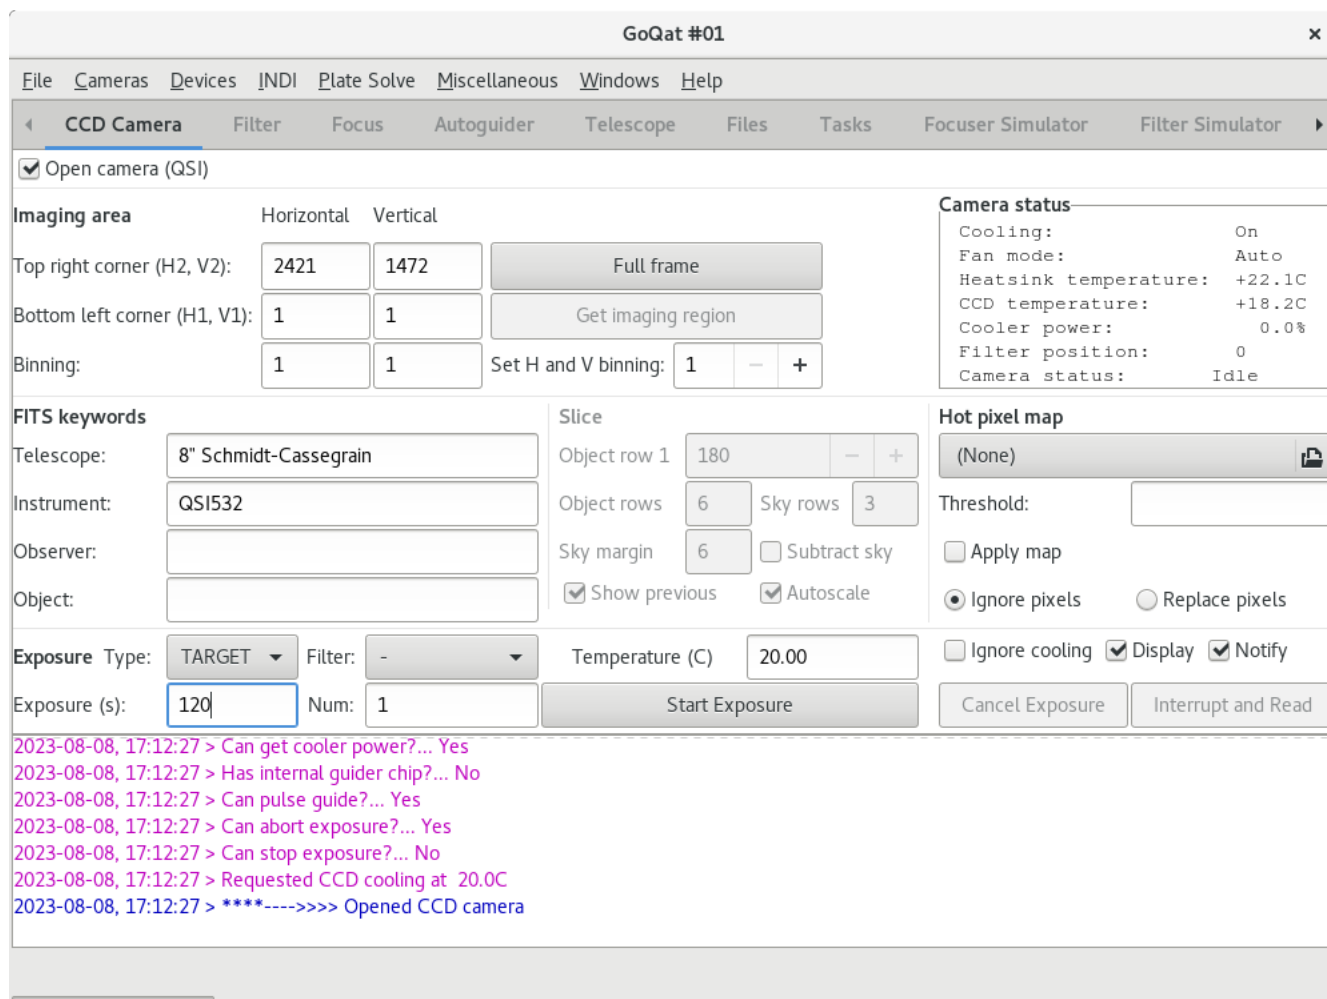 GoQat #01
File Cameras Devices INDI Plate Solve Miscellaneous Windows Help
CCD Camera Filter Focus Autoguider Telescope Files Tasks Focuser Simulator Filter Simulator
Open camera (QSI)
Imaging area Horizontal Vertical
Top right corner (H2, V2): 2421 1472 Full frame
Bottom left corner (H1, V1): 1 1 Get imaging region
Binning: 1 1 Set H and V binning: 1 − +
Camera status
Cooling: On
Fan mode: Auto
Heatsink temperature: +22.1C
CCD temperature: +18.2C
Cooler power: 0.0%
Filter position: 0
Camera status: Idle
FITS keywords
Telescope: 8" Schmidt-Cassegrain
Instrument: QSI532
Observer:
Object:
Slice
Object row 1 180 − +
Object rows 6 Sky rows 3
Sky margin 6 Subtract sky
Show previous Autoscale
Hot pixel map
(None)
Threshold:
Apply map
Ignore pixels Replace pixels
Exposure Type: TARGET Filter: - Temperature (C) 20.00 Ignore cooling Display Notify
Exposure (s): 120 Num: 1 Start Exposure Cancel Exposure Interrupt and Read
2023-08-08, 17:12:27 > Can get cooler power?... Yes
2023-08-08, 17:12:27 > Has internal guider chip?... No
2023-08-08, 17:12:27 > Can pulse guide?... Yes
2023-08-08, 17:12:27 > Can abort exposure?... Yes
2023-08-08, 17:12:27 > Can stop exposure?... No
2023-08-08, 17:12:27 > Requested CCD cooling at  20.0C
2023-08-08, 17:12:27 > ****---->>>> Opened CCD camera